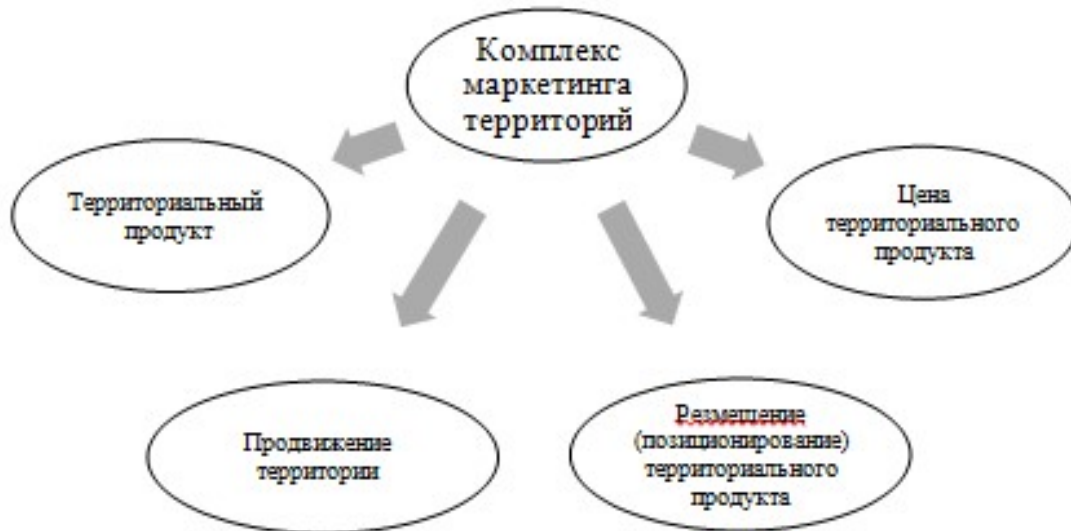 Комплекс
маркетинга
территорий
Территориальный
продукт
Цена
территориального
продукта
Продвижение
территории
Размещение
(позиционирование)
территориального
продукта